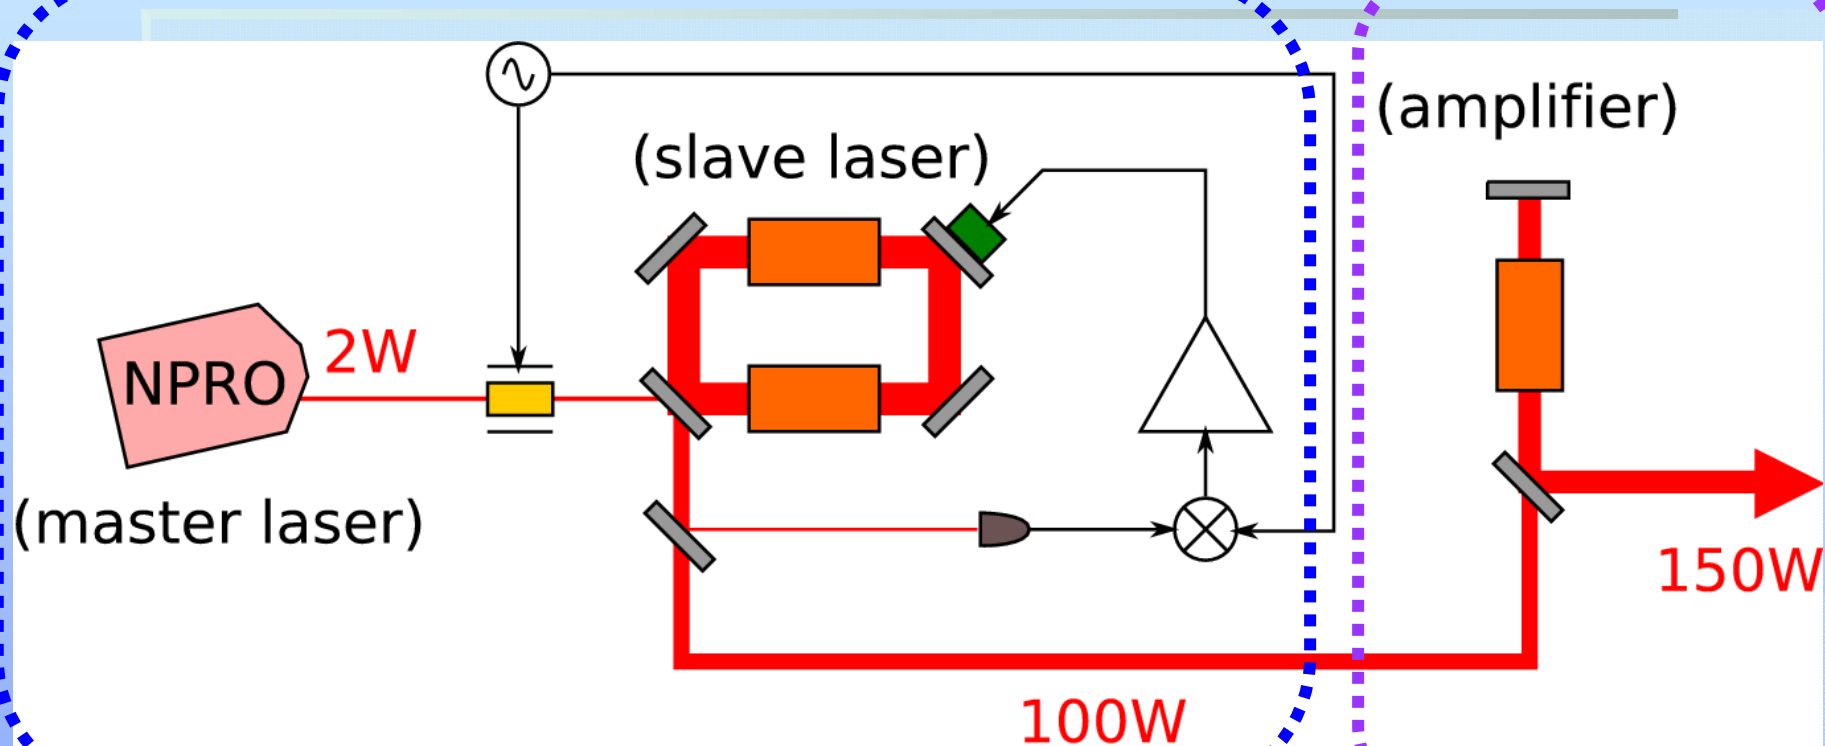 (amplifier)
(slave laser)
2W
NPRO
(master laser)
150W
100W